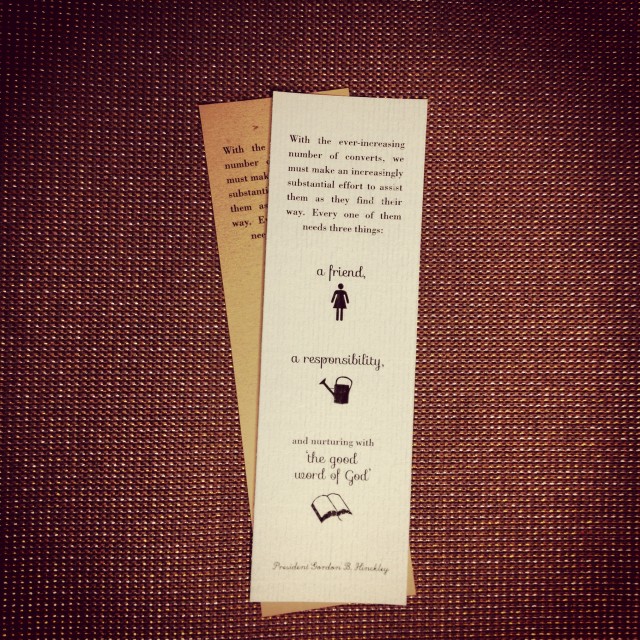 With the ever-increasing
number of converts, we
must make an increasingly
substantial effort to assist
them as they find their
way. Every one of them
needs three things:
a friend,
a responsibility,
and nurturing with
'the good
word of God'
President Gordon B. Hinckley
With the
number
must mak
substanti
them as
way. E
nee